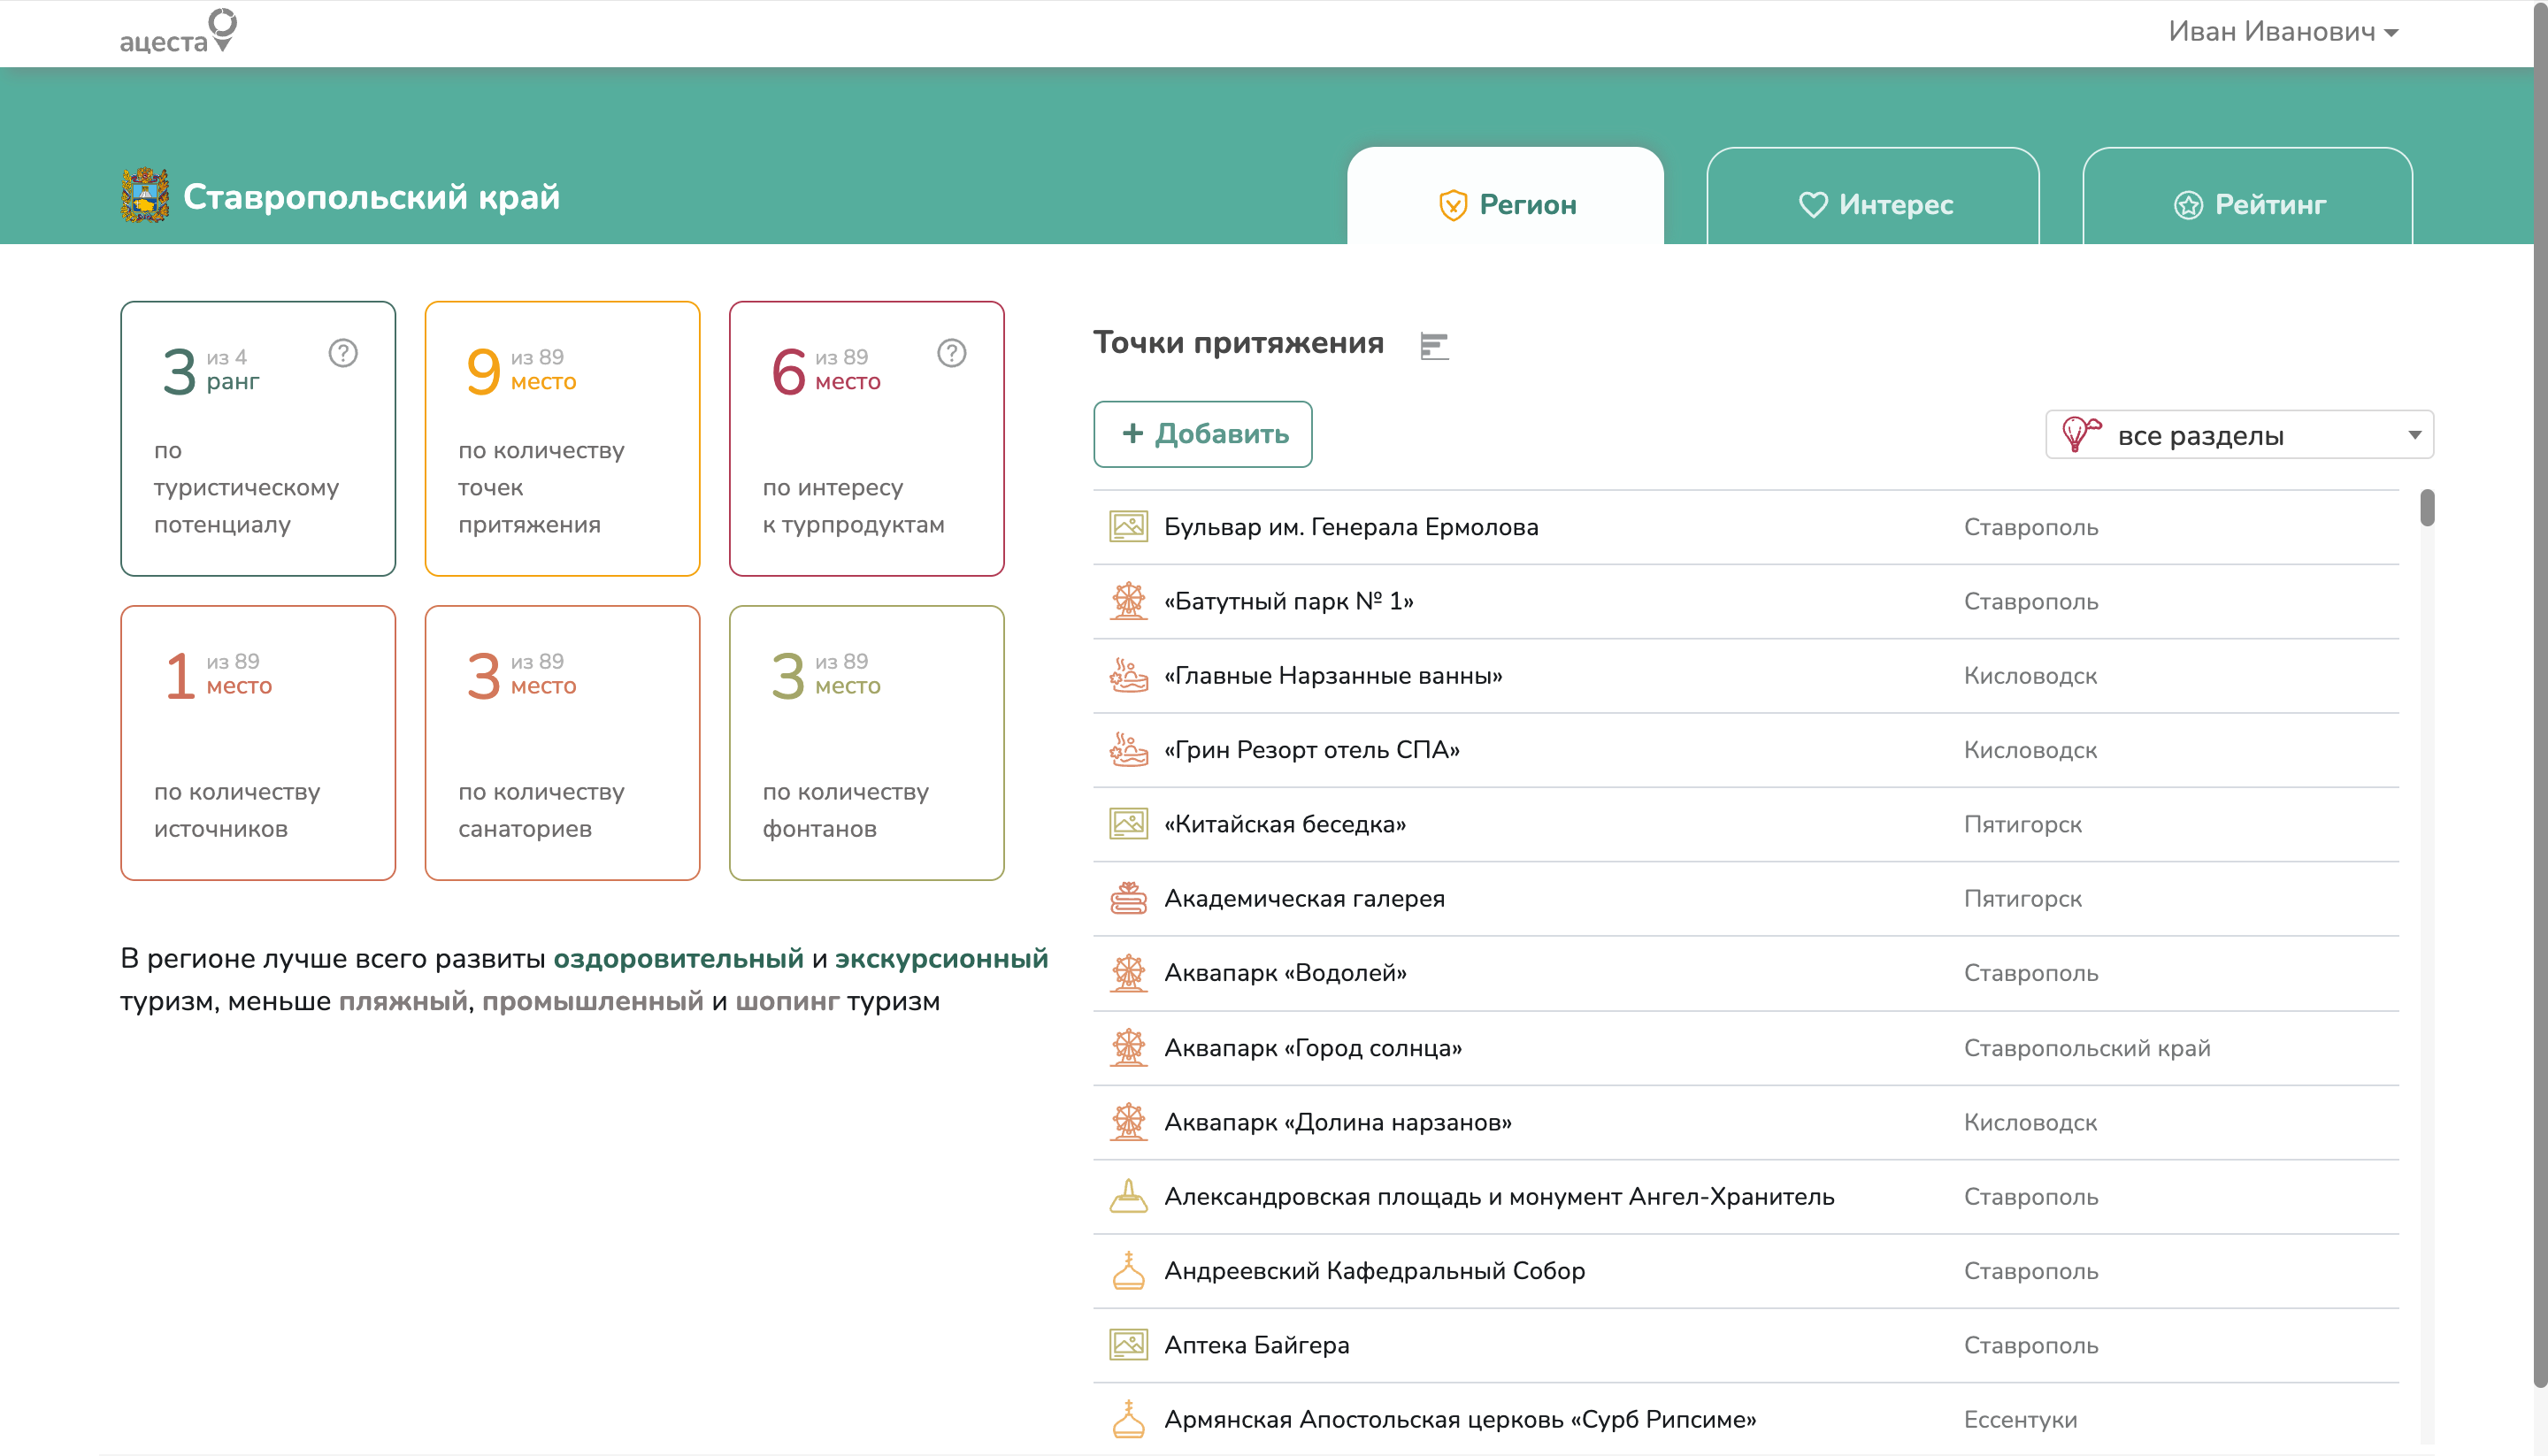 ацеста
Иван Иванович
Ставропольский край
Регион
Интерес
Рейтинг
3 из 4 ранг
по
туристическому
потенциалу
9 из 89 место
по количеству
точек
притяжения
6 из 89 место
по интересу
к турпродуктам
1 из 89 место
по количеству
источников
3 из 89 место
по количеству
санаториев
3 из 89 место
по количеству
фонтанов
В регионе лучше всего развиты оздоровительный и экскурсионный
туризм, меньше пляжный, промышленный и шопинг туризм
Точки притяжения
+ Добавить
все разделы
Бульвар им. Генерала Ермолова Ставрополь
«Батутный парк № 1» Ставрополь
«Главные Нарзанные ванны» Кисловодск
«Грин Резорт отель СПА» Кисловодск
«Китайская беседка» Пятигорск
Академическая галерея Пятигорск
Аквапарк «Водолей» Ставрополь
Аквапарк «Город солнца» Ставропольский край
Аквапарк «Долина нарзанов» Кисловодск
Александровская площадь и монумент Ангел-Хранитель Ставрополь
Андреевский Кафедральный Собор Ставрополь
Аптека Байгера Ставрополь
Армянская Апостольская церковь «Сурб Рипсиме» Ессентуки